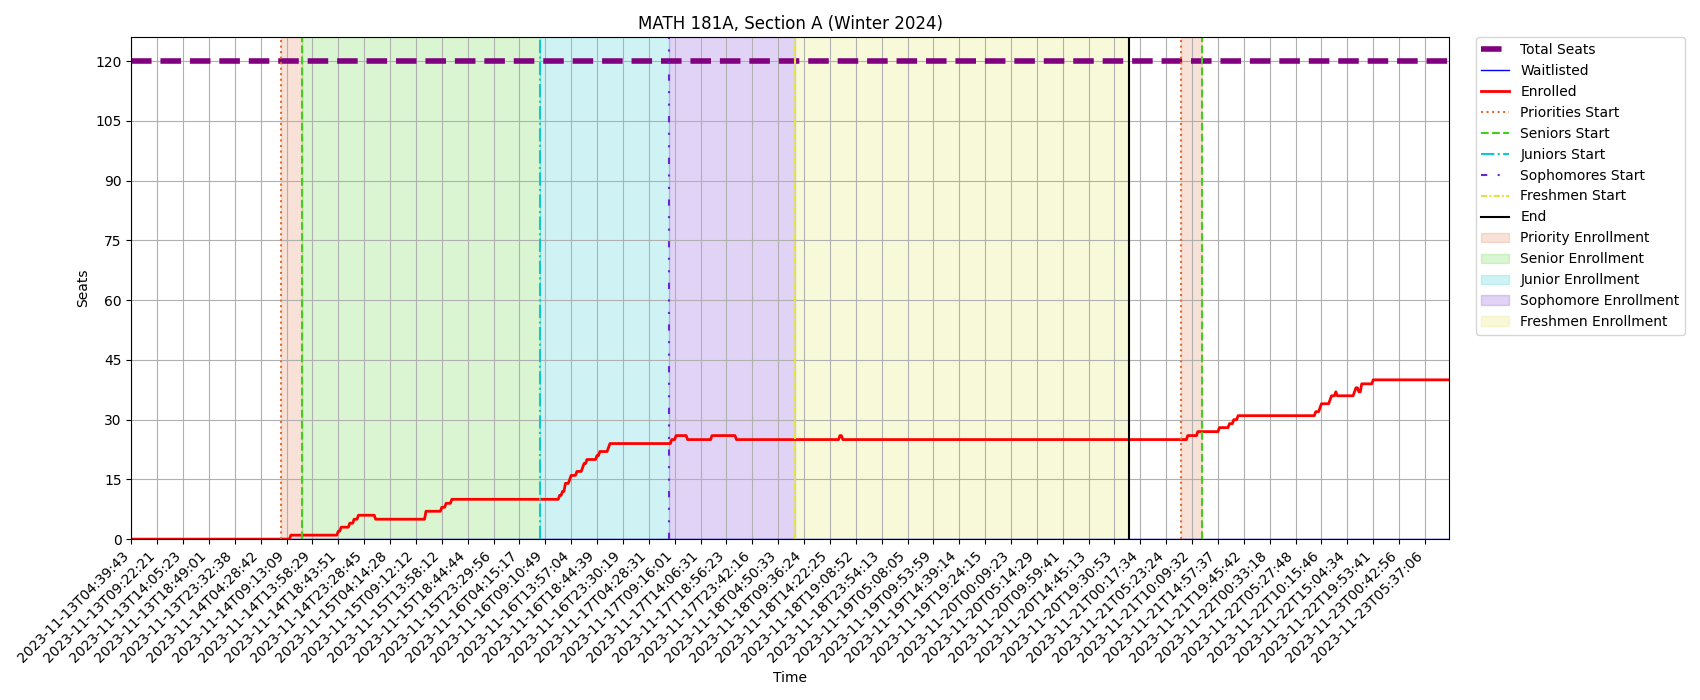 MATH 181A, Section A (Winter 2024)
Seats
120
105
90
75
60
45
30
15
0
2023-11-13T04:39:43
2023-11-13T09:22:21
2023-11-13T14:05:23
2023-11-13T18:49:01
2023-11-13T23:32:38
2023-11-14T04:28:42
2023-11-14T09:13:09
2023-11-14T13:58:29
2023-11-14T18:43:51
2023-11-14T23:28:45
2023-11-15T04:14:28
2023-11-15T09:12:12
2023-11-15T13:58:12
2023-11-15T18:44:44
2023-11-15T23:29:56
2023-11-16T04:15:17
2023-11-16T09:10:49
2023-11-16T13:57:04
2023-11-16T18:44:39
2023-11-16T23:30:19
2023-11-17T04:28:31
2023-11-17T09:16:01
2023-11-17T14:06:31
2023-11-17T18:56:23
2023-11-17T23:42:16
2023-11-18T04:50:33
2023-11-18T09:36:24
2023-11-18T14:22:25
2023-11-18T19:08:52
2023-11-18T23:54:13
2023-11-19T05:08:05
2023-11-19T09:53:59
2023-11-19T14:39:14
2023-11-19T19:24:15
2023-11-20T00:09:23
2023-11-20T05:14:29
2023-11-20T09:59:41
2023-11-20T14:45:13
2023-11-20T19:30:53
2023-11-21T00:17:34
2023-11-21T05:23:24
2023-11-21T10:09:32
2023-11-21T14:57:37
2023-11-21T19:45:42
2023-11-22T00:33:18
2023-11-22T05:27:48
2023-11-22T10:15:46
2023-11-22T15:04:34
2023-11-22T19:53:41
2023-11-23T00:42:56
2023-11-23T05:37:06
Time
Total Seats
Waitlisted
Enrolled
Priorities Start
Seniors Start
Juniors Start
Sophomores Start
Freshmen Start
End
Priority Enrollment
Senior Enrollment
Junior Enrollment
Sophomore Enrollment
Freshmen Enrollment